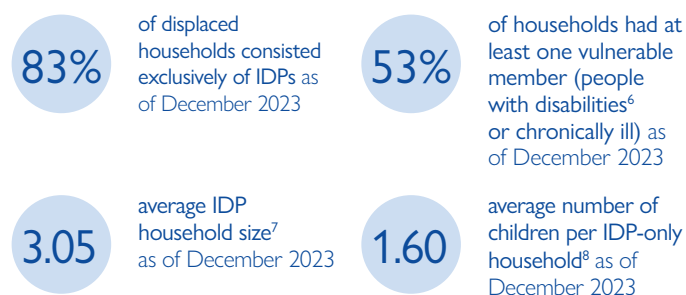 83%
of displaced
households consisted
exclusively of IDPs as
of December 2023
53%
of households had at
least one vulnerable
member (people
with disabilities⁶
or chronically ill) as
of December 2023
3.05
average IDP
household size⁷
as of December 2023
1.60
average number of
children per IDP-only
household⁸ as of
December 2023